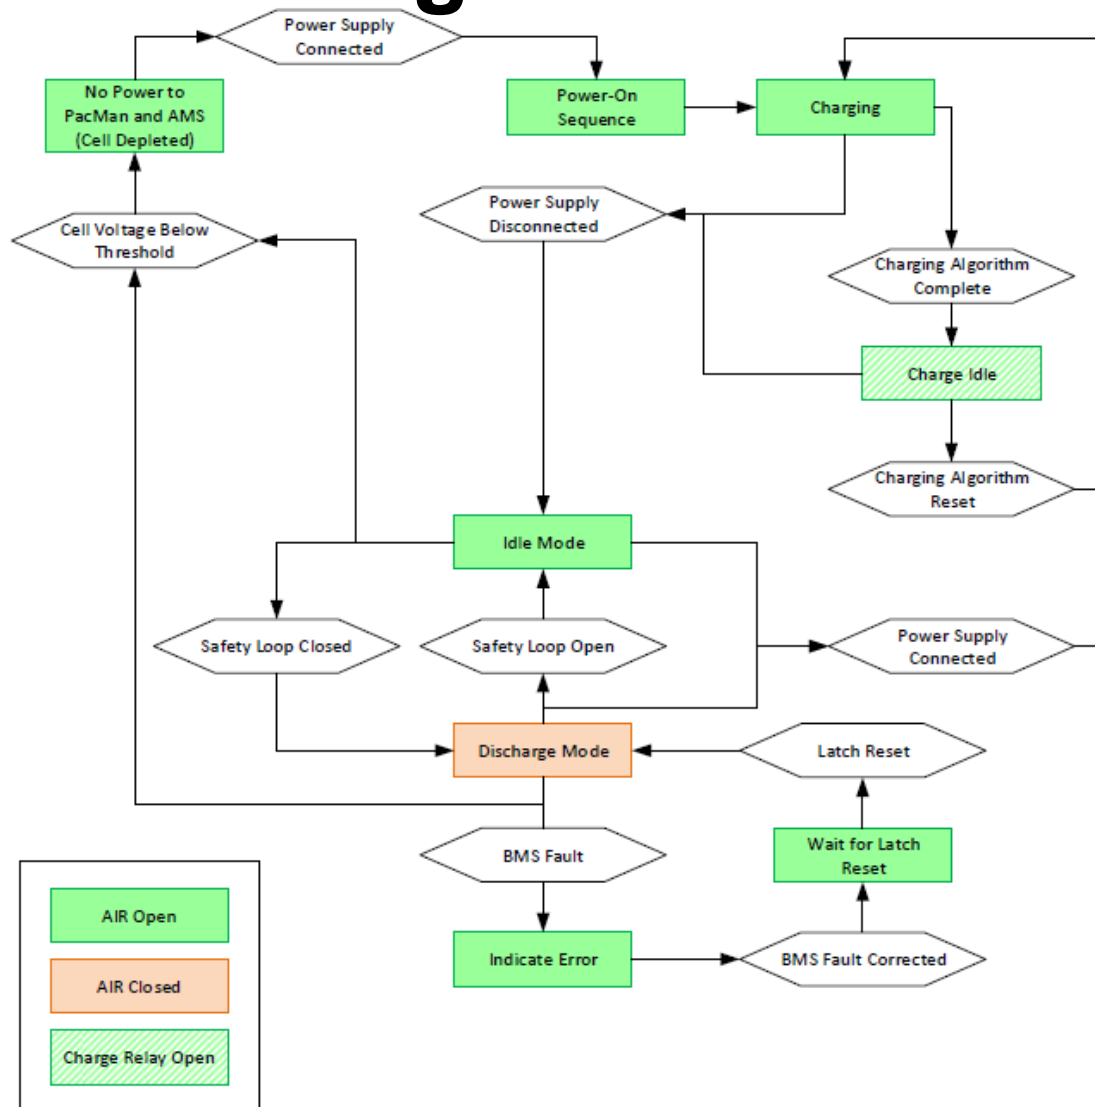 g
Power Supply
Connected
No Power to
PacMan and AMS
(Cell Depleted)
Power-On
Sequence
Charging
Power Supply
Disconnected
Cell Voltage Below
Threshold
Charging Algorithm
Complete
Charge Idle
Charging Algorithm
Reset
Idle Mode
Safety Loop Closed
Safety Loop Open
Power Supply
Connected
Discharge Mode
Latch Reset
BMS Fault
Wait for Latch
Reset
Indicate Error
BMS Fault Corrected
AIR Open
AIR Closed
Charge Relay Open